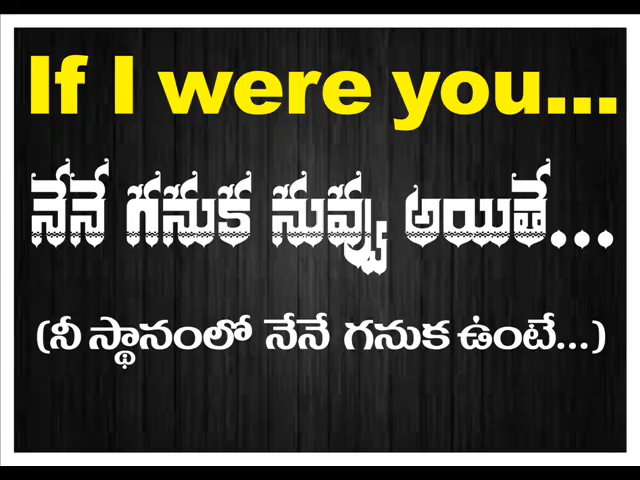 If I were you...
నేనే గనుక నువ్వు అయితే...
(నీ స్థానంలో నేనే గనుక ఉంటే...)